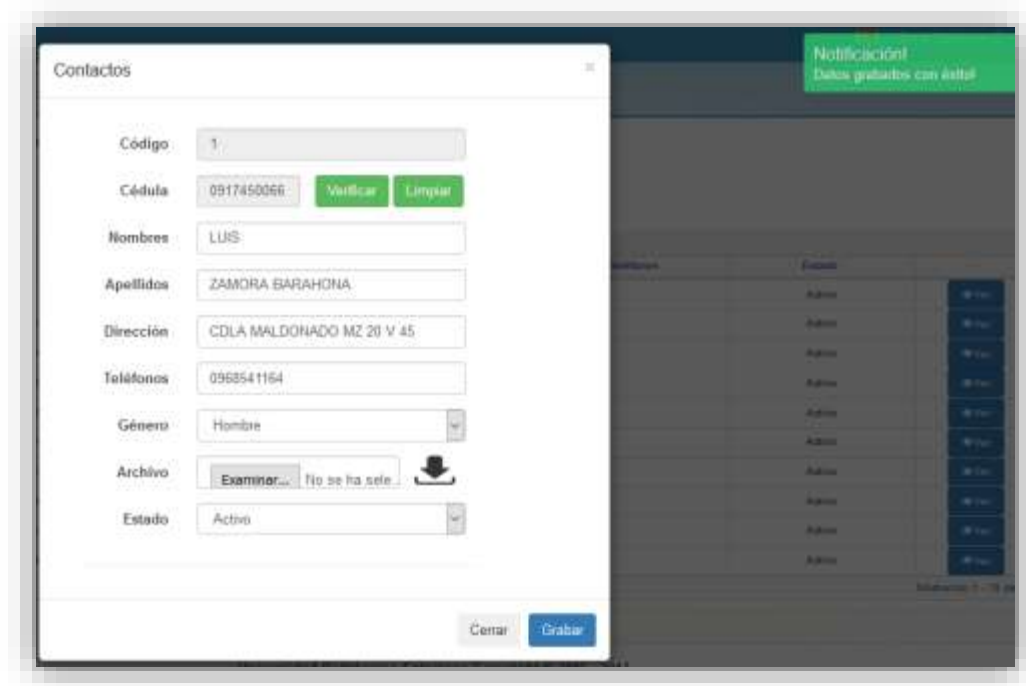 Contactos
×
Notificación!
Datos grabados con éxito!
Código 1
Cédula 0917450066 Verificar Limpiar
Nombres LUIS
Apellidos ZAMORA BARAHONA
Dirección CDLA MALDONADO MZ 20 V 45
Teléfonos 0968541164
Género Hombre
Archivo Examinar... No se ha sele...
Estado Activo
Cerrar Grabar
Estado
Activo
Activo
Activo
Activo
Activo
Activo
Activo
Activo
Activo
Activo